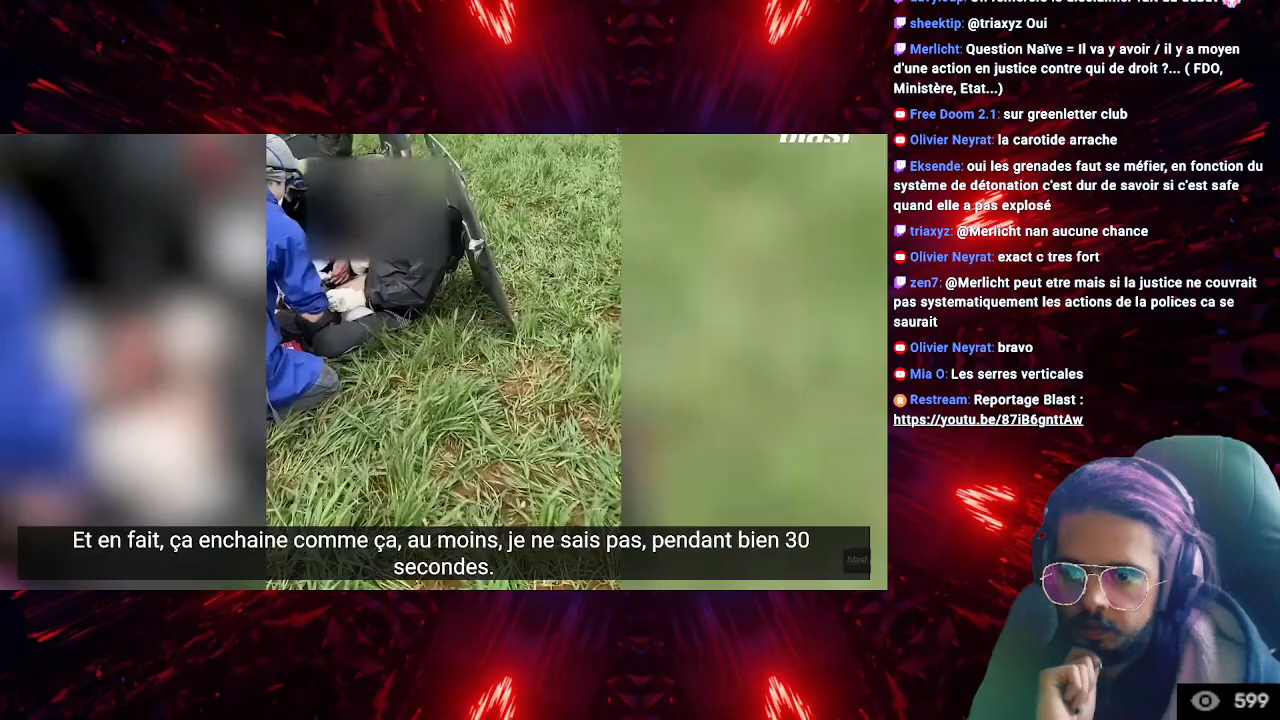 sheektip: @triaxyz Oui
Merlicht: Question Naïve = Il va y avoir / il y a moyen
d'une action en justice contre qui de droit ?... ( FDO,
Ministère, Etat...)
Free Doom 2.1: sur greenletter club
Olivier Neyrat: la carotide arrache
Eksende: oui les grenades faut se méfier, en fonction du
système de détonation c'est dur de savoir si c'est safe
quand elle a pas explosé
triaxyz: @Merlicht nan aucune chance
Olivier Neyrat: exact c tres fort
zen7: @Merlicht peut etre mais si la justice ne couvrait
pas systematiquement les actions de la polices ca se
saurait
Olivier Neyrat: bravo
Mia O: Les serres verticales
Restream: Reportage Blast :
https://youtu.be/87iB6gnttAw
blast
Et en fait, ça enchaine comme ça, au moins, je ne sais pas, pendant bien 30
secondes.
blast
599